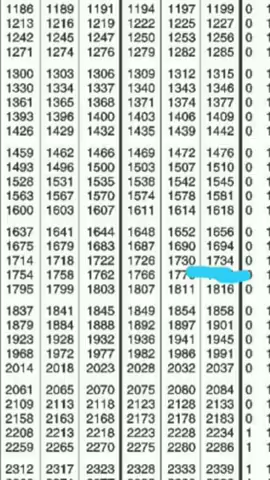 1186 1189 1191 1194 1197 1199 0
1213 1216 1219 1222 1225 1227 0
1242 1245 1247 1250 1253 1256 0
1271 1274 1276 1279 1282 1285 0
1300 1303 1306 1309 1312 1315 0
1330 1334 1337 1340 1343 1346 0
1361 1365 1368 1371 1374 1377 0
1393 1396 1400 1403 1406 1409 0
1426 1429 1432 1435 1439 1442 0
1459 1462 1466 1469 1472 1476 0
1493 1496 1500 1503 1507 1510 0
1528 1531 1535 1538 1542 1545 0
1563 1567 1570 1574 1578 1581 0
1600 1603 1607 1611 1614 1618 0
1637 1641 1644 1648 1652 1656 0
1675 1679 1683 1687 1690 1694 0
1714 1718 1722 1726 1730 1734 0
1754 1758 1762 1766
1795 1799 1803 1807 1811 1816 0
1837 1841 1845 1849 1854 1858 0
1879 1884 1888 1892 1897 1901 0
1923 1928 1932 1936 1941 1945 0
1968 1972 1977 1982 1986 1991 0
2014 2018 2023 2028 2032 2037 0
2061 2065 2070 2075 2080 2084 0
2109 2113 2118 2123 2128 2133 0
2158 2163 2168 2173 2178 2183 0
2208 2213 2218 2223 2228 2234 1
2259 2265 2270 2275 2280 2286 1
2312 2317 2323 2328 2333 2339 1